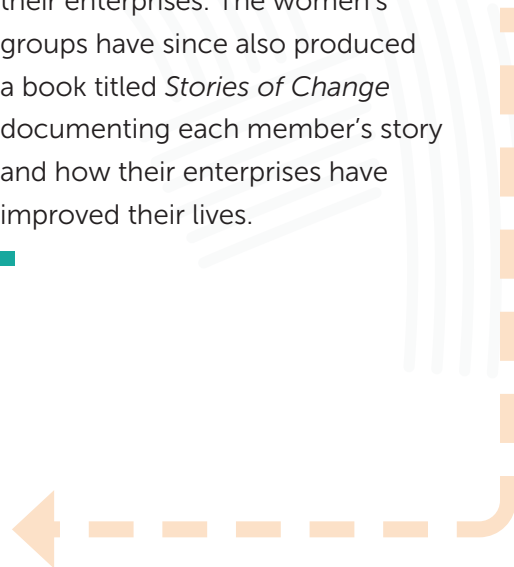 their enterprises. The women's
groups have since also produced
a book titled Stories of Change
documenting each member’s story
and how their enterprises have
improved their lives.